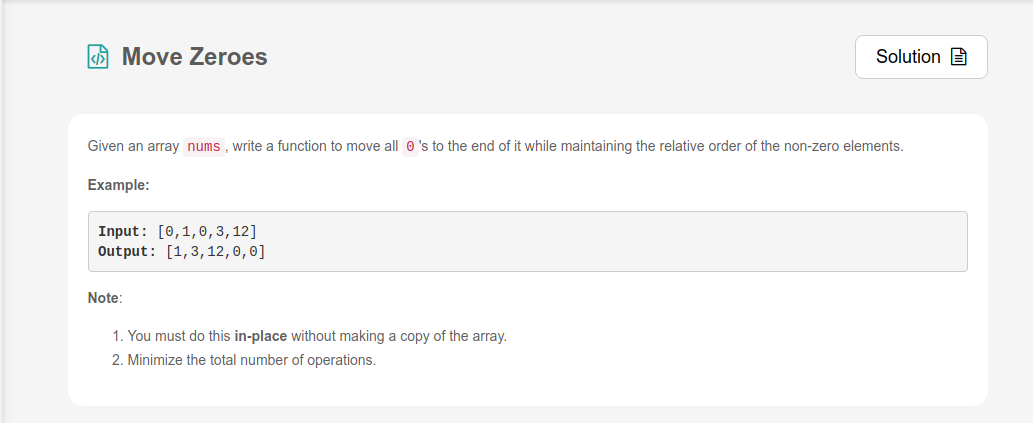 Move Zeroes
Solution
Given an array nums , write a function to move all 0 's to the end of it while maintaining the relative order of the non-zero elements.
Example:
Input: [0,1,0,3,12]
Output: [1,3,12,0,0]
Note:
1. You must do this in-place without making a copy of the array.
2. Minimize the total number of operations.